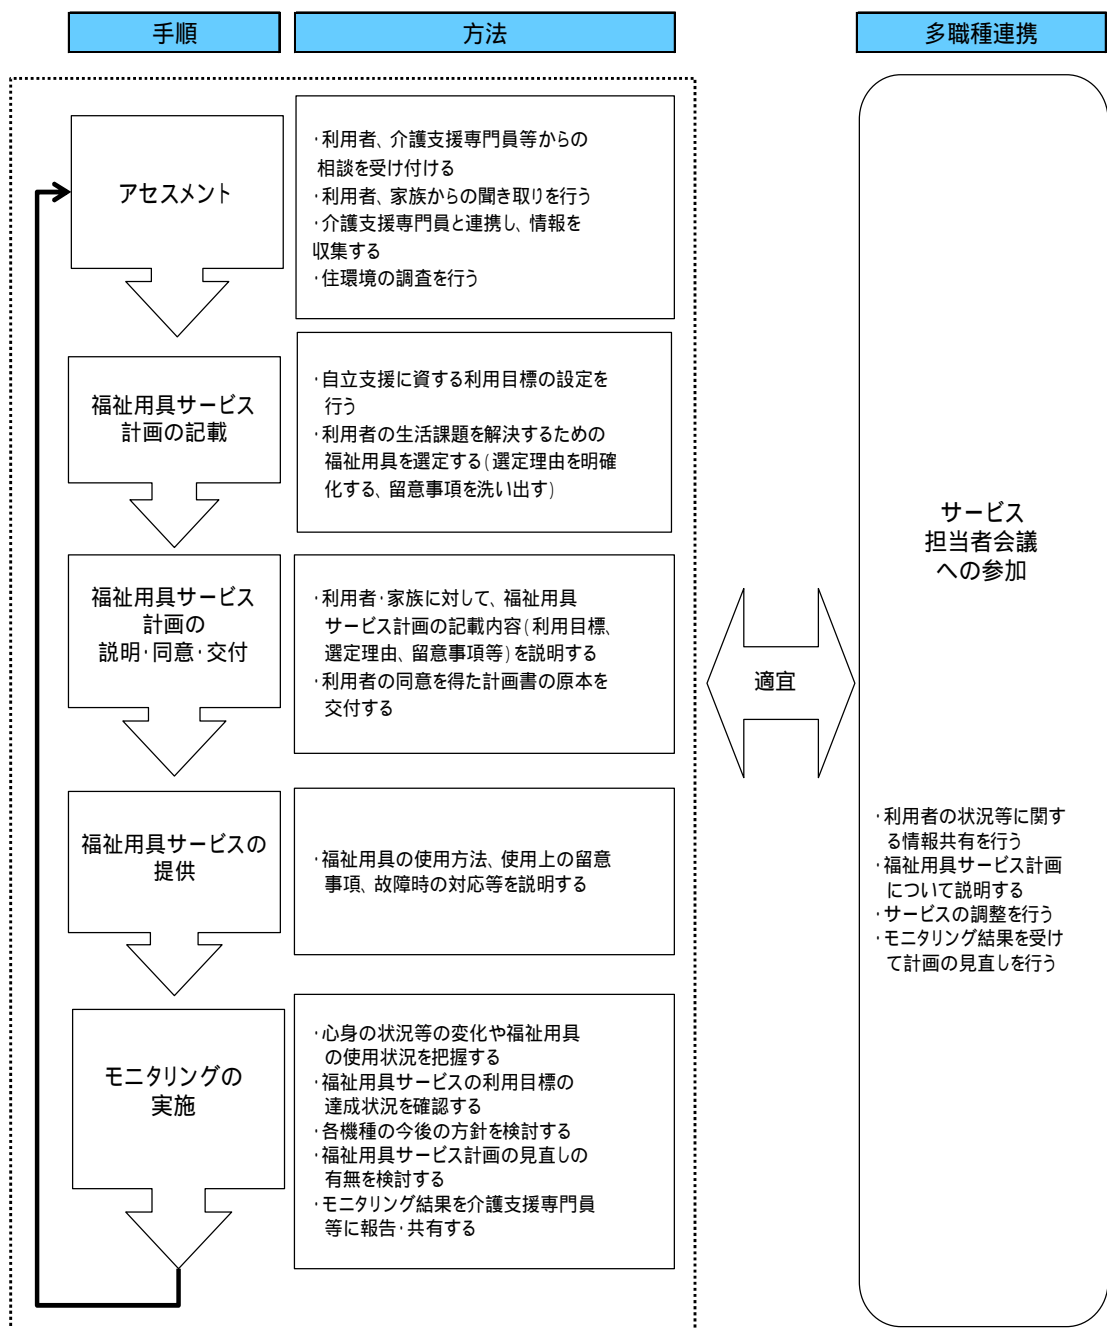 手順
方法
多職種連携
アセスメント
・利用者、介護支援専門員等からの
相談を受け付ける
・利用者、家族からの聞き取りを行う
・介護支援専門員と連携し、情報を
収集する
・住環境の調査を行う
福祉用具サービス
計画の記載
・自立支援に資する利用目標の設定を
行う
・利用者の生活課題を解決するための
福祉用具を選定する(選定理由を明確
化する、留意事項を洗い出す)
福祉用具サービス
計画の
説明・同意・交付
・利用者・家族に対して、福祉用具
サービス計画の記載内容(利用目標、
選定理由、留意事項等)を説明する
・利用者の同意を得た計画書の原本を
交付する
福祉用具サービスの
提供
・福祉用具の使用方法、使用上の留意
事項、故障時の対応等を説明する
モニタリングの
実施
・心身の状況等の変化や福祉用具
の使用状況を把握する
・福祉用具サービスの利用目標の
達成状況を確認する
・各機種の今後の方針を検討する
・福祉用具サービス計画の見直しの
有無を検討する
・モニタリング結果を介護支援専門員
等に報告・共有する
適宜
サービス
担当者会議
への参加
・利用者の状況等に関す
る情報共有を行う
・福祉用具サービス計画
について説明する
・サービスの調整を行う
・モニタリング結果を受け
て計画の見直しを行う